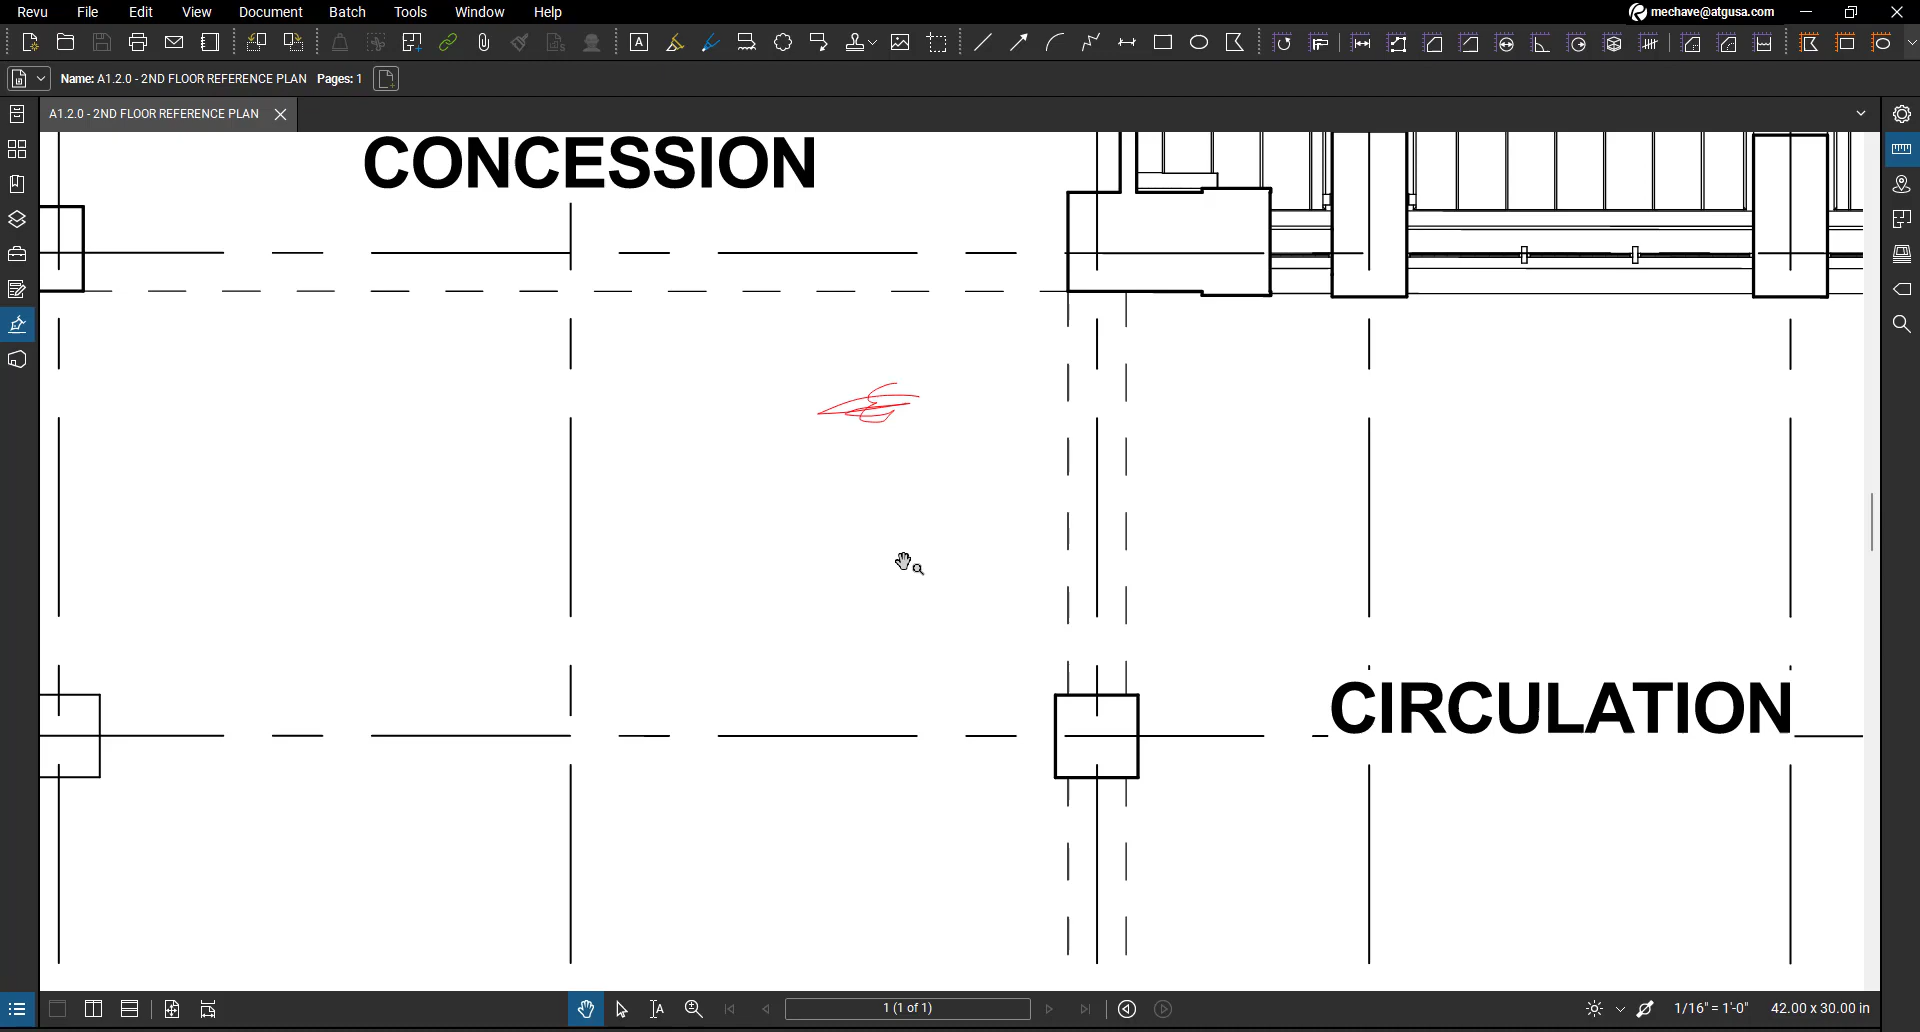 Revu File Edit View Document Batch Tools Window Help
mechave@atgusa.com
Name: A1.2.0 - 2ND FLOOR REFERENCE PLAN Pages: 1
A1.2.0 - 2ND FLOOR REFERENCE PLAN
CONCESSION
CIRCULATION
1 (1 of 1)
1/16" = 1'-0" 42.00 x 30.00 in